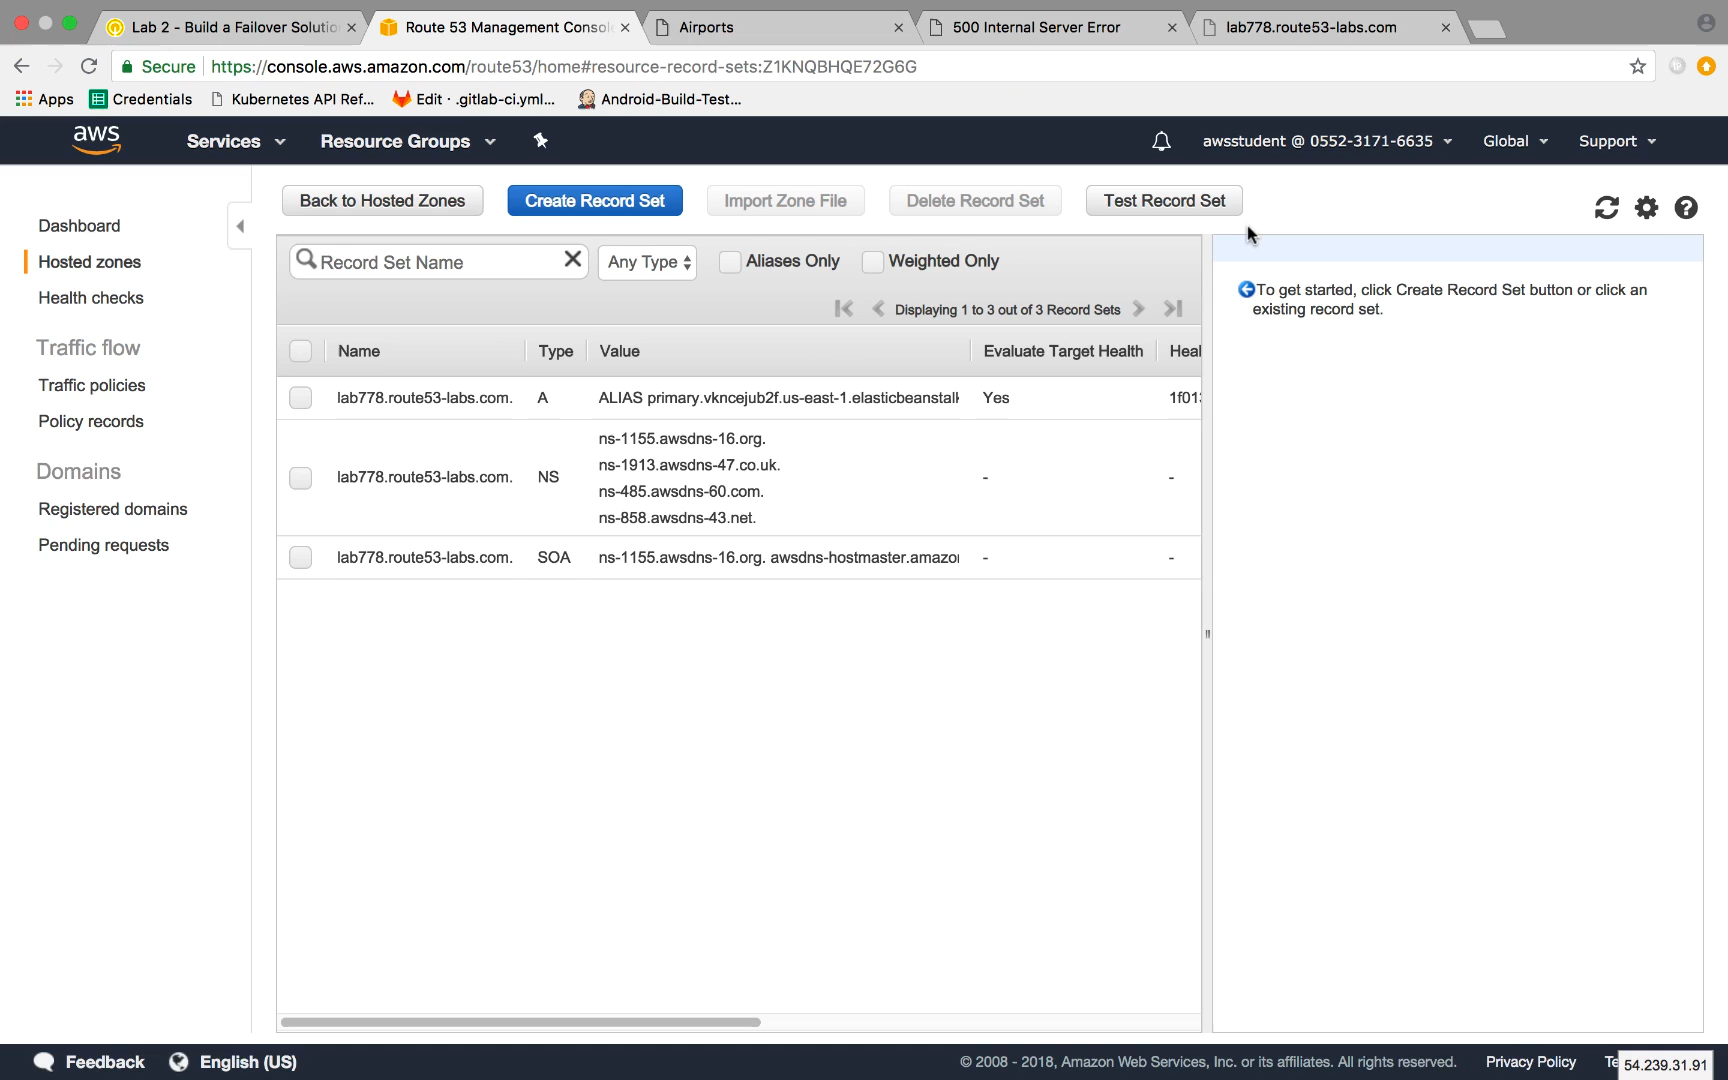 Lab 2 - Build a Failover Solutio
Route 53 Management Consol
Airports
500 Internal Server Error
lab778.route53-labs.com
Secure
https://console.aws.amazon.com/route53/home#resource-record-sets:Z1KNQBHQE72G6G
Apps
Credentials
Kubernetes API Ref...
Edit · .gitlab-ci.yml...
Android-Build-Test...
aws
Services
Resource Groups
awsstudent @ 0552-3171-6635
Global
Support
Dashboard
Hosted zones
Health checks
Traffic flow
Traffic policies
Policy records
Domains
Registered domains
Pending requests
Back to Hosted Zones
Create Record Set
Import Zone File
Delete Record Set
Test Record Set
Record Set Name
Any Type
Aliases Only
Weighted Only
Displaying 1 to 3 out of 3 Record Sets
Name Type Value Evaluate Target Health Heal
lab778.route53-labs.com. A ALIAS primary.vkncejub2f.us-east-1.elasticbeanstalk Yes 1f013
lab778.route53-labs.com. NS
ns-1155.awsdns-16.org.
ns-1913.awsdns-47.co.uk.
ns-485.awsdns-60.com.
ns-858.awsdns-43.net.
- -
lab778.route53-labs.com. SOA ns-1155.awsdns-16.org. awsdns-hostmaster.amazon - -
To get started, click Create Record Set button or click an
existing record set.
Feedback
English (US)
© 2008 - 2018, Amazon Web Services, Inc. or its affiliates. All rights reserved.
Privacy Policy
Te
54.239.31.91